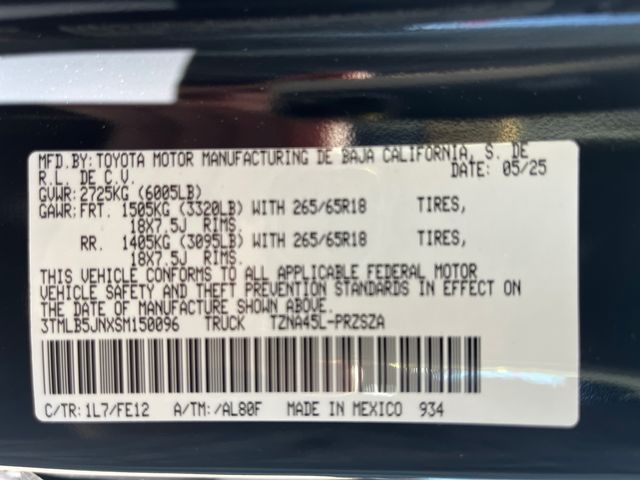 MFD.BY: TOYOTA MOTOR MANUFACTURING DE BAJA CALIFORNIA, S. DE
R.L. DE C.V. DATE: 05/25
GVWR: 2725KG (6005LB)
GAWR: FRT. 1505KG (3320LB) WITH 265/65R18 TIRES,
18X7.5J RIMS.
RR. 1405KG (3095LB) WITH 265/65R18 TIRES,
18X7.5J RIMS.
THIS VEHICLE CONFORMS TO ALL APPLICABLE FEDERAL MOTOR
VEHICLE SAFETY AND THEFT PREVENTION STANDARDS IN EFFECT ON
THE DATE OF MANUFACTURE SHOWN ABOVE.
3TMLB5JNXSM150096 TRUCK TZNA45L-PRZSZA
C/TR: 1L7/FE12 A/TM: /AL80F MADE IN MEXICO 934